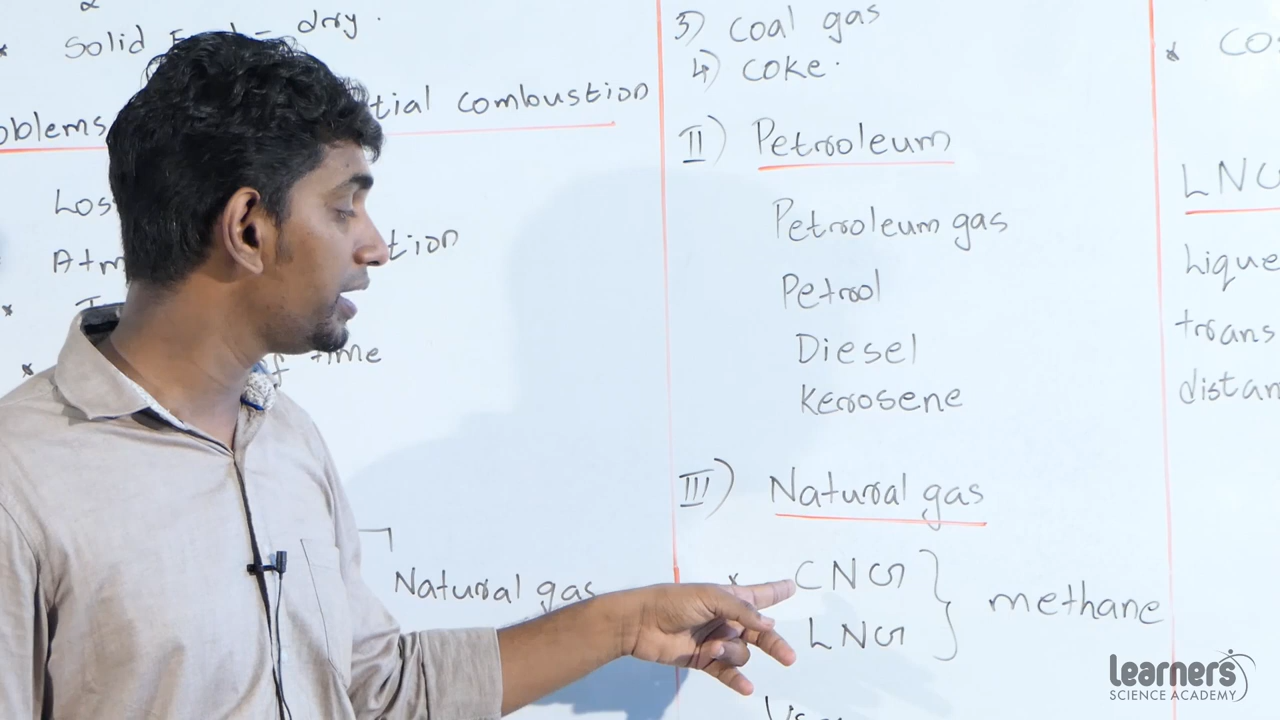 Solid
dry.
tial combustion
Los
tion
Atm
of time
Natural gas
3) Coal gas
4) Coke.
II) Petroleum
Petroleum gas
Petrol
Diesel
Kerosene
III) Natural gas
* CNG
LNG
methane
* Co
LNG
Lique
trans
distan
Learners
SCIENCE ACADEMY